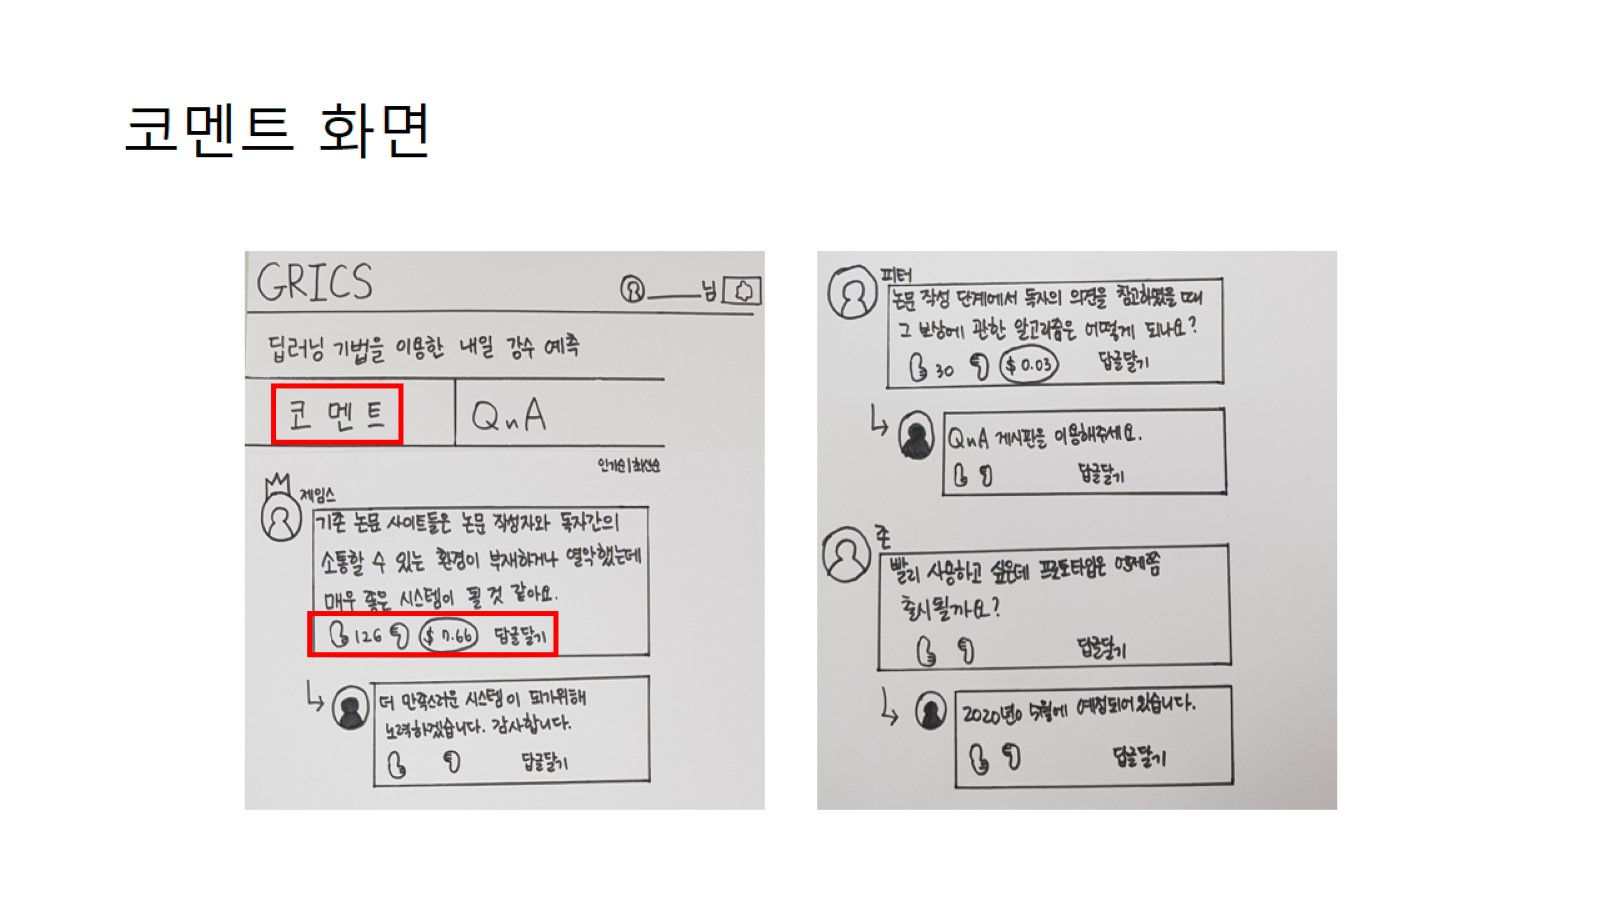 코멘트 화면
GRICS
님
딥러닝 기법을 이용한 내일 강수 예측
코멘트
QnA
인기순|최신순
제임스
기존 논문 사이트들은 논문 작성자와 독자간의
소통할 수 있는 환경이 부재하거나 열악했는데
매우 좋은 시스템이 될 것 같아요.
126 $ 7.66 답글달기
더 만족스러운 시스템이 되기위해
노력하겠습니다. 감사합니다.
답글달기
피터
논문 작성 단계에서 독자의 의견을 참고하였을 때
그 보상에 관한 알고리즘은 어떻게 되나요?
30 $ 0.03 답글달기
QnA 게시판을 이용해주세요.
답글달기
존
빨리 사용하고 싶은데 프로토타입은 언제쯤
출시될까요?
답글달기
2020년 5월에 예정되어 있습니다.
답글달기